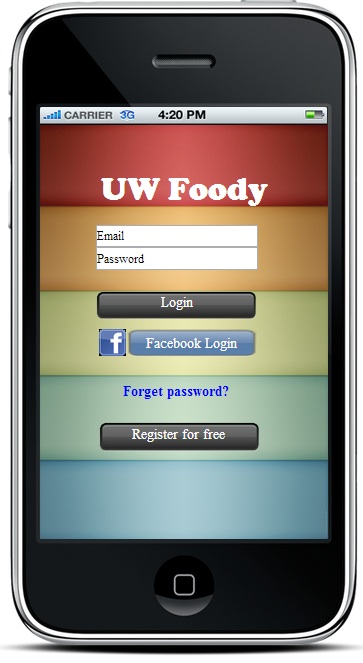 CARRIER 3G 4:20 PM
UW Foody
Email
Password
Login
f Facebook Login
Forget password?
Register for free